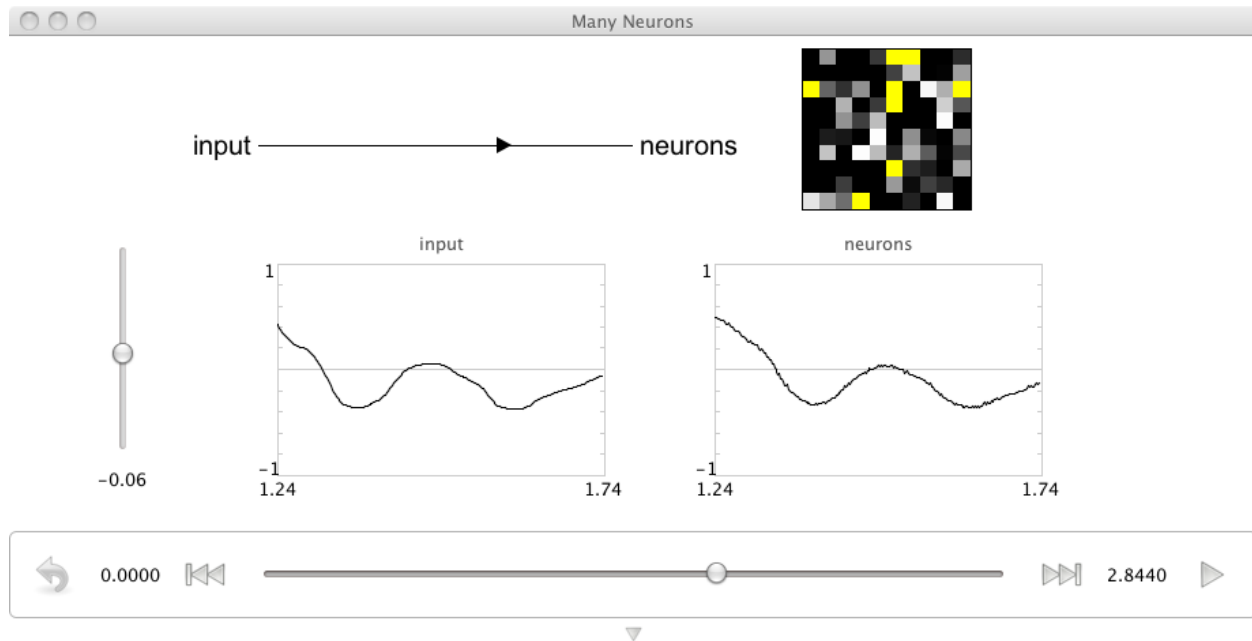 Many Neurons
input neurons
input neurons
1 1
-0.06
-1 -1
1.24 1.74 1.24 1.74
0.0000 2.8440